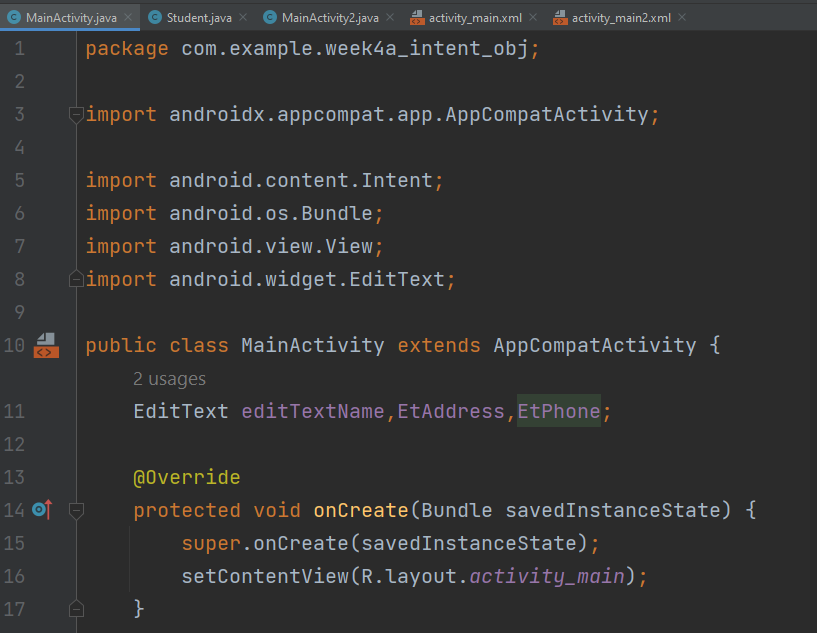 MainActivity.java × Student.java × MainActivity2.java × activity_main.xml × activity_main2.xml ×
1 package com.example.week4a_intent_obj;
2
3 import androidx.appcompat.app.AppCompatActivity;
4
5 import android.content.Intent;
6 import android.os.Bundle;
7 import android.view.View;
8 import android.widget.EditText;
9
10 public class MainActivity extends AppCompatActivity {
2 usages
11 EditText editTextName,EtAddress,EtPhone;
12
13 @Override
14 protected void onCreate(Bundle savedInstanceState) {
15 super.onCreate(savedInstanceState);
16 setContentView(R.layout.activity_main);
17 }